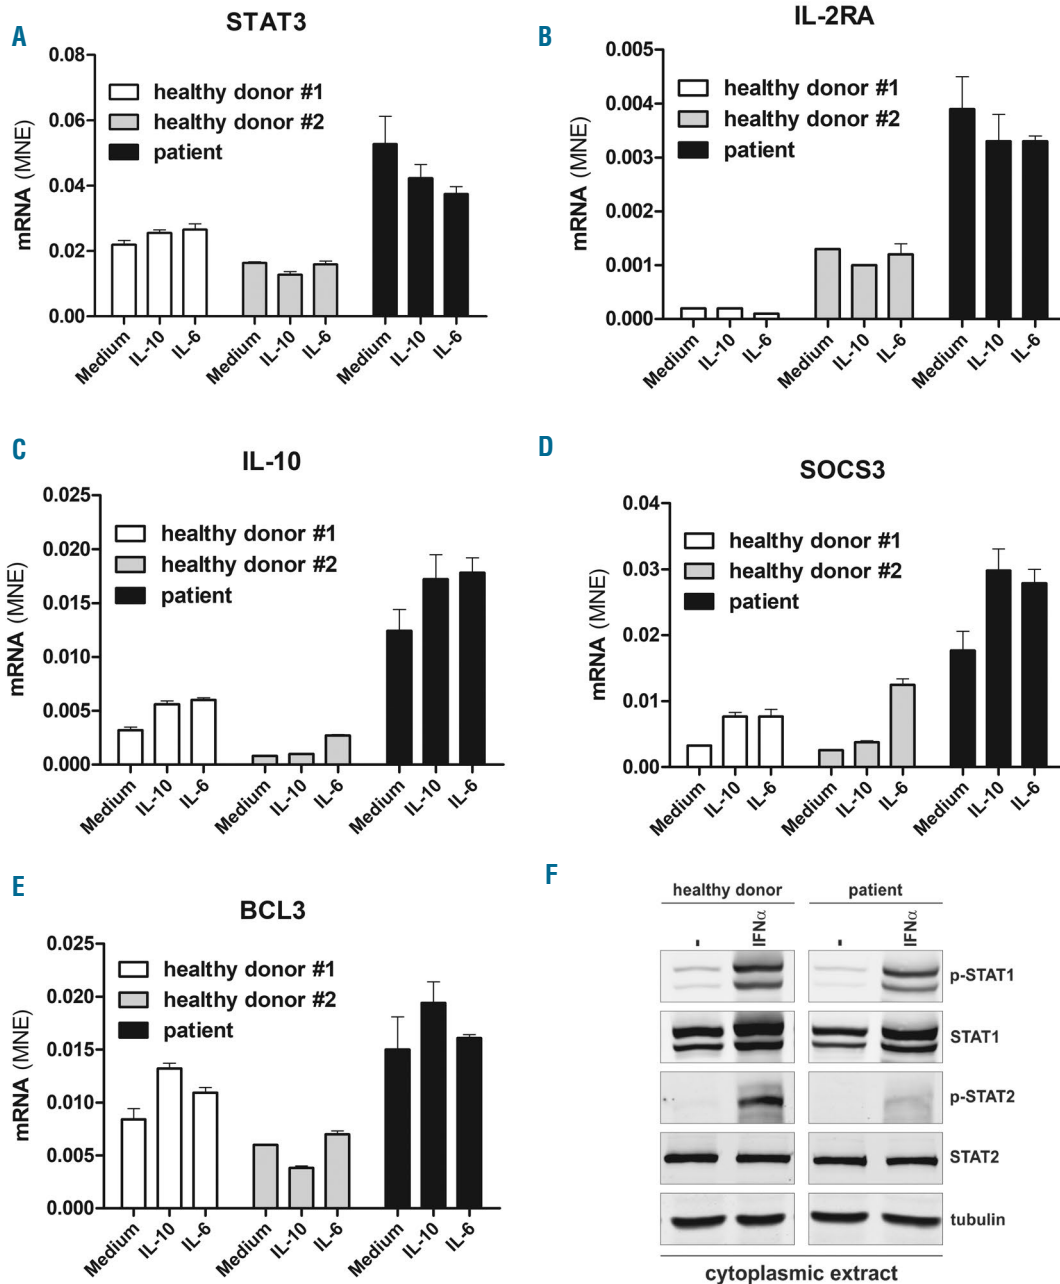 A
STAT3
0.08
0.06
0.04
0.02
0.00
mRNA (MNE)
healthy donor #1
healthy donor #2
patient
Medium
IL-10
IL-6
Medium
IL-10
IL-6
Medium
IL-10
IL-6
B
IL-2RA
0.005
0.004
0.003
0.002
0.001
0.000
mRNA (MNE)
healthy donor #1
healthy donor #2
patient
Medium
IL-10
IL-6
Medium
IL-10
IL-6
Medium
IL-10
IL-6
C
IL-10
0.025
0.020
0.015
0.010
0.005
0.000
mRNA (MNE)
healthy donor #1
healthy donor #2
patient
Medium
IL-10
IL-6
Medium
IL-10
IL-6
Medium
IL-10
IL-6
D
SOCS3
0.04
0.03
0.02
0.01
0.00
mRNA (MNE)
healthy donor #1
healthy donor #2
patient
Medium
IL-10
IL-6
Medium
IL-10
IL-6
Medium
IL-10
IL-6
E
BCL3
0.025
0.020
0.015
0.010
0.005
0.000
mRNA (MNE)
healthy donor #1
healthy donor #2
patient
Medium
IL-10
IL-6
Medium
IL-10
IL-6
Medium
IL-10
IL-6
F
healthy donor patient
- IFNα - IFNα
p-STAT1
STAT1
p-STAT2
STAT2
tubulin
cytoplasmic extract